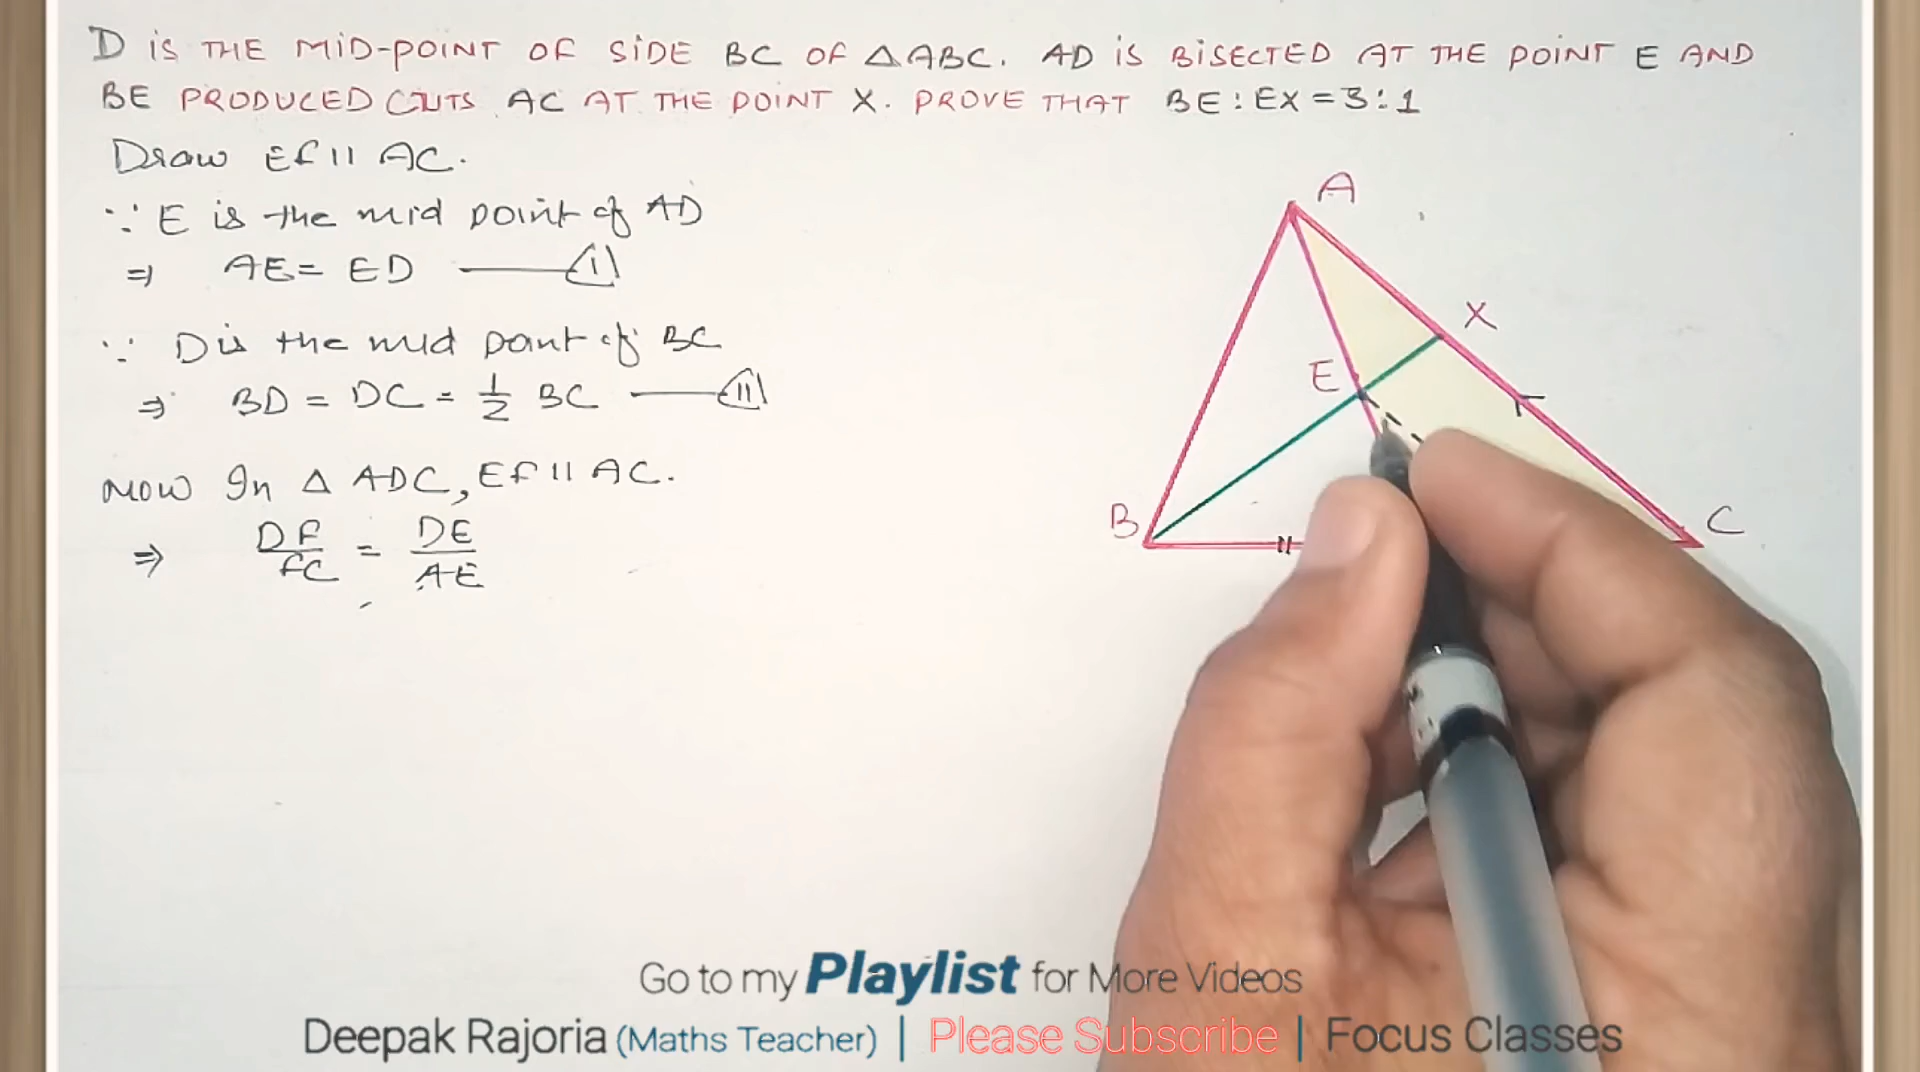 D IS THE MID-POINT OF SIDE BC OF △ABC. AD IS BISECTED AT THE POINT E AND
BE PRODUCED CUTS AC AT THE POINT X. PROVE THAT BE:EX=3:1
Draw EF || AC.
∵ E is the mid point of AD
⇒ AE = ED —— (i)
∵ D is the mid point of BC
⇒ BD = DC = 1/2 BC —— (ii)
Now In △ ADC, EF || AC.
⇒ DF/FC = DE/AE
A
X
E
B
C
Go to my Playlist for More Videos
Deepak Rajoria (Maths Teacher) | Please Subscribe | Focus Classes